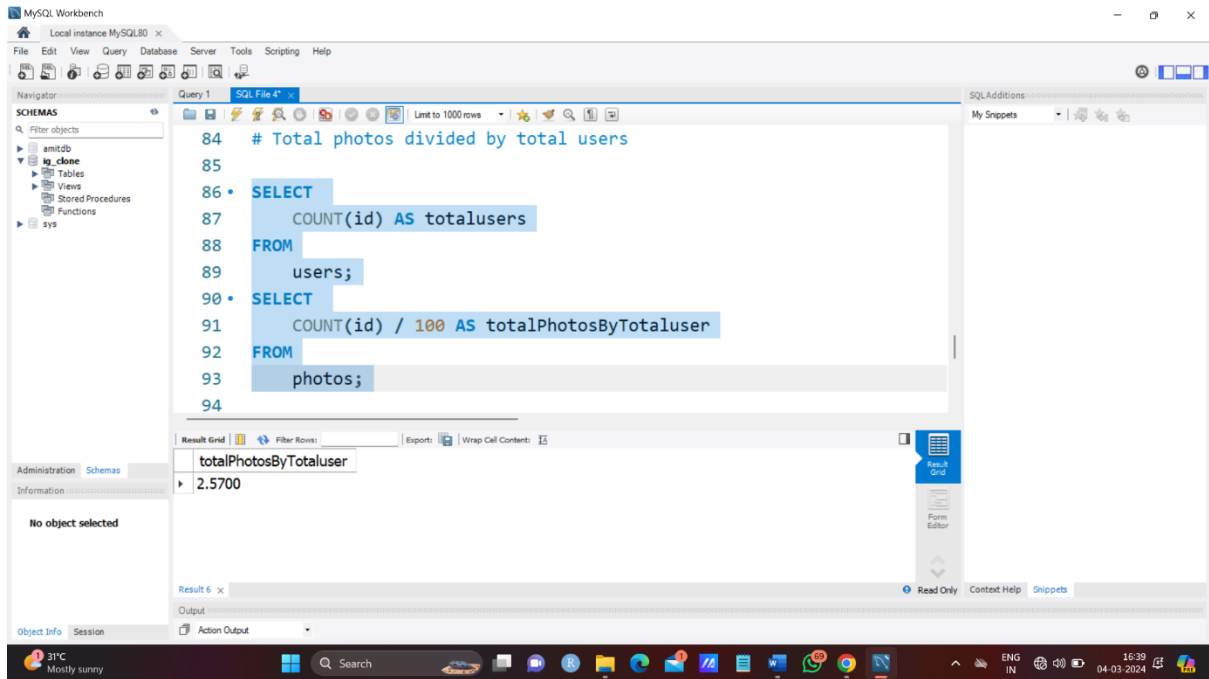 MySQL Workbench
Local instance MySQL80
File Edit View Query Database Server Tools Scripting Help
Navigator
SCHEMAS
Filter objects
amitdb
ig_clone
Tables
Views
Stored Procedures
Functions
sys
Administration Schemas
Information
No object selected
Object Info Session
Query 1 SQL File 4*
Limit to 1000 rows
84 # Total photos divided by total users
85
86 SELECT
87 COUNT(id) AS totalusers
88 FROM
89 users;
90 SELECT
91 COUNT(id) / 100 AS totalPhotosByTotaluser
92 FROM
93 photos;
94
Result Grid Filter Rows: Export: Wrap Cell Content:
totalPhotosByTotaluser
2.5700
Result Grid
Form Editor
Result 6
Read Only
Output
Action Output
SQLAdditions
My Snippets
Context Help Snippets
1
31°C
Mostly sunny
Search
1
69
ENG
IN
16:39
04-03-2024